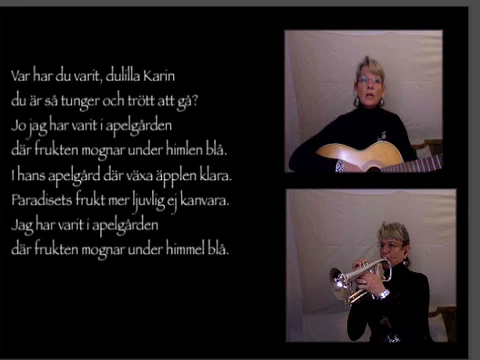 Var har du varit, dulilla Karin
du är så tunger och trött att gå?
Jo jag har varit i apelgården
där frukten mognar under himlen blå.
I hans apelgård där växa äpplen klara.
Paradisets frukt mer ljuvlig ej kanvara.
Jag har varit i apelgården
där frukten mognar under himmel blå.